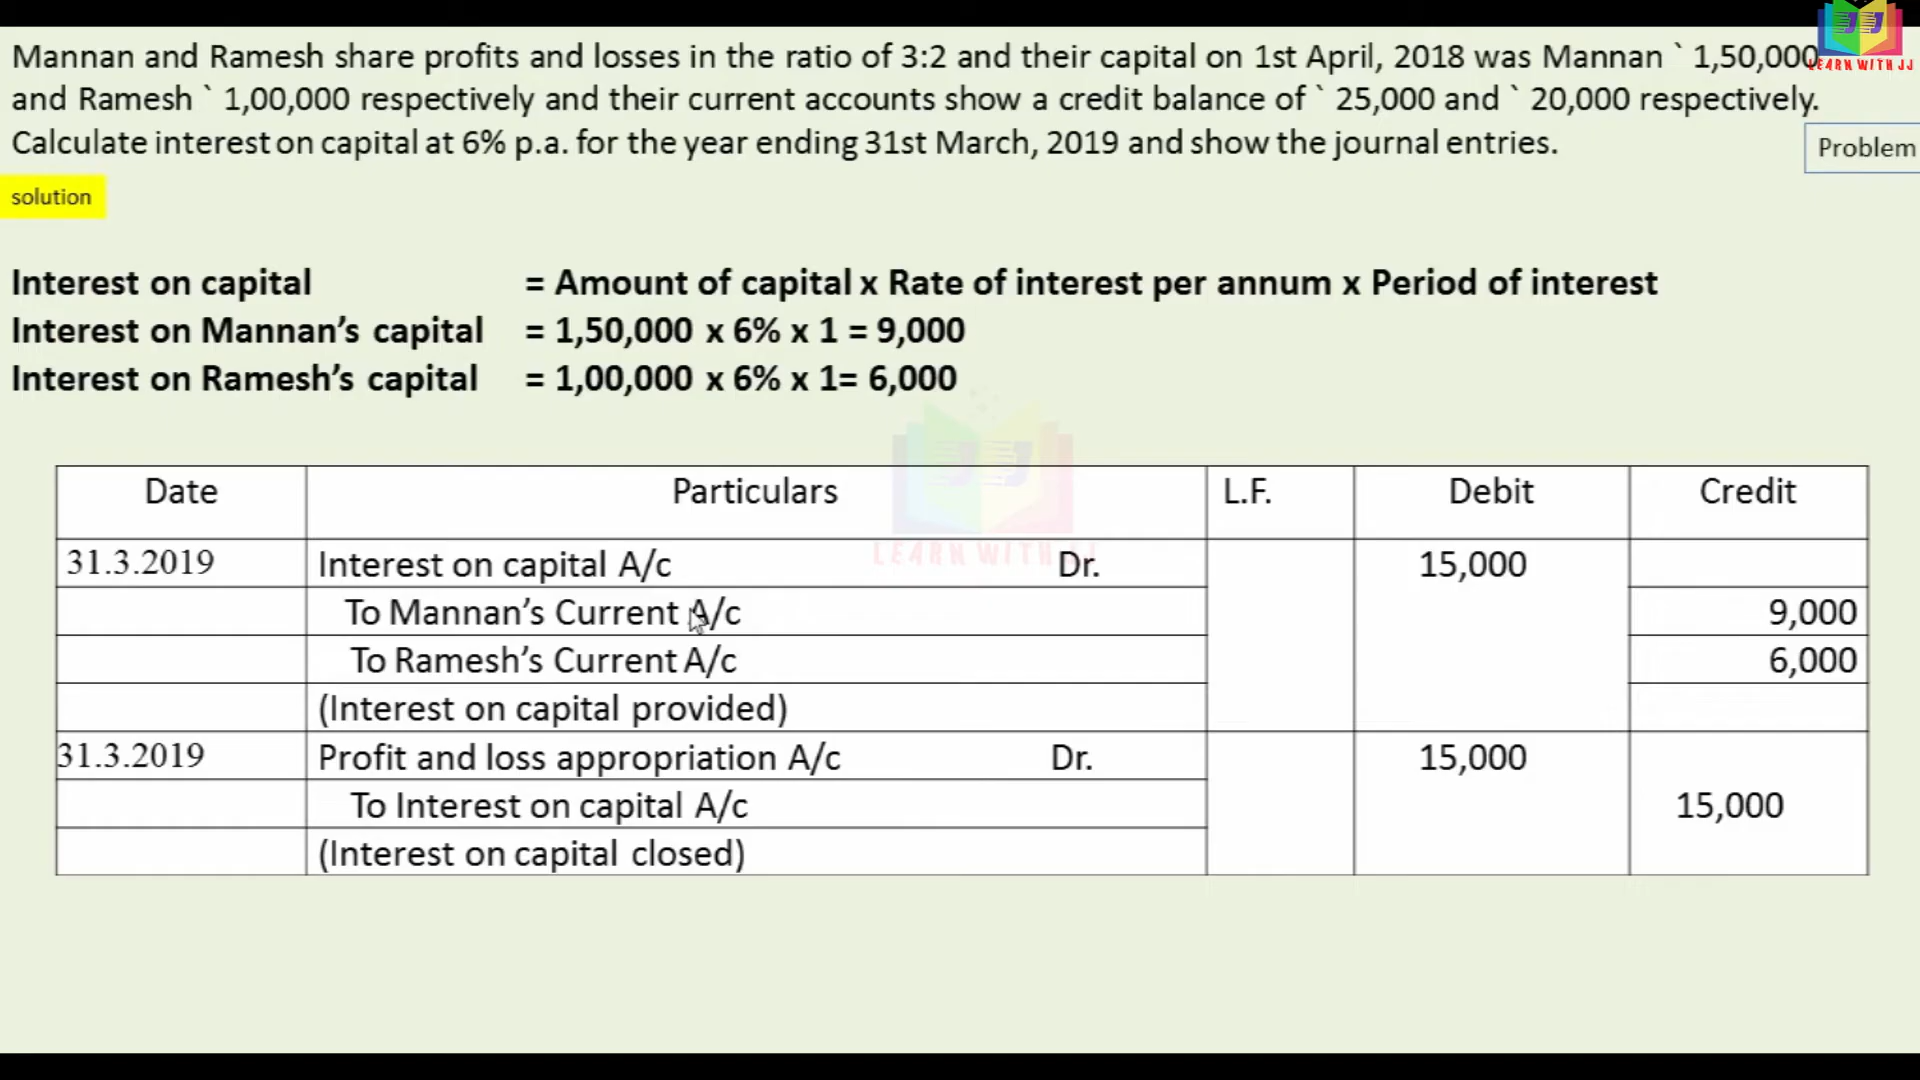 LEARN WITH JJ
Mannan and Ramesh share profits and losses in the ratio of 3:2 and their capital on 1st April, 2018 was Mannan ` 1,50,000
and Ramesh ` 1,00,000 respectively and their current accounts show a credit balance of ` 25,000 and ` 20,000 respectively.
Calculate interest on capital at 6% p.a. for the year ending 31st March, 2019 and show the journal entries.
Problem
solution
Interest on capital = Amount of capital x Rate of interest per annum x Period of interest
Interest on Mannan’s capital = 1,50,000 x 6% x 1 = 9,000
Interest on Ramesh’s capital = 1,00,000 x 6% x 1= 6,000
Date Particulars L.F. Debit Credit
LEARN WITH JJ
31.3.2019 Interest on capital A/c Dr. 15,000
To Mannan’s Current A/c 9,000
To Ramesh’s Current A/c 6,000
(Interest on capital provided)
31.3.2019 Profit and loss appropriation A/c Dr. 15,000
To Interest on capital A/c 15,000
(Interest on capital closed)